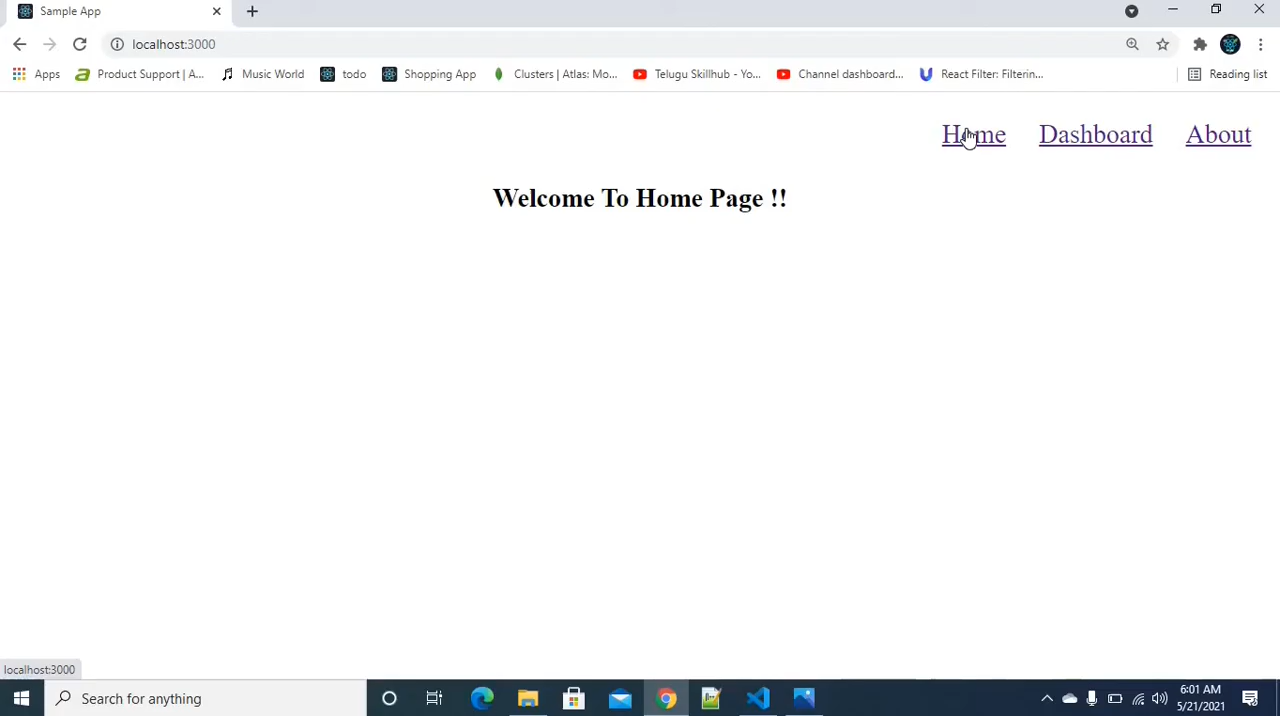 Sample App
localhost:3000
Apps Product Support | A... Music World todo Shopping App Clusters | Atlas: Mo... Telugu Skillhub - Yo... Channel dashboard... React Filter: Filterin... Reading list
Home Dashboard About
Welcome To Home Page !!
localhost:3000
Search for anything
6:01 AM
5/21/2021